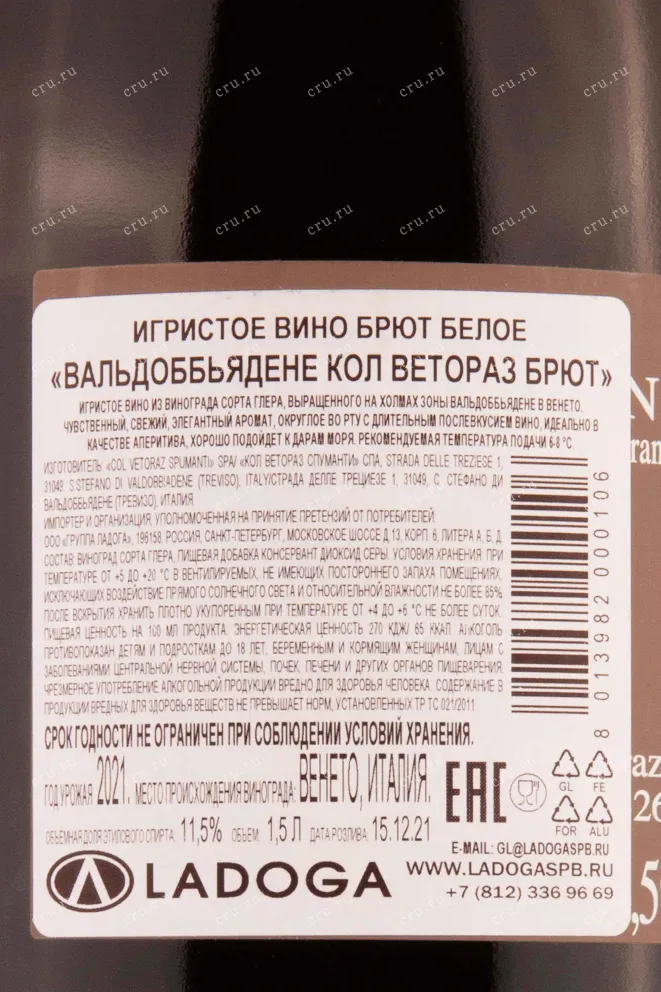 ИГРИСТОЕ ВИНО БРЮТ БЕЛОЕ
«ВАЛЬДОББЬЯДЕНЕ КОЛ ВЕТОРАЗ БРЮТ»
ИГРИСТОЕ ВИНО ИЗ ВИНОГРАДА СОРТА ГЛЕРА, ВЫРАЩЕННОГО НА ХОЛМАХ ЗОНЫ ВАЛЬДОББЬЯДЕНЕ В ВЕНЕТО.
ЧУВСТВЕННЫЙ, СВЕЖИЙ, ЭЛЕГАНТНЫЙ АРОМАТ, ОКРУГЛОЕ ВО РТУ С ДЛИТЕЛЬНЫМ ПОСЛЕВКУСИЕМ ВИНО, ИДЕАЛЬНО В
КАЧЕСТВЕ АПЕРИТИВА, ХОРОШО ПОДОЙДЕТ К ДАРАМ МОРЯ. РЕКОМЕНДУЕМАЯ ТЕМПЕРАТУРА ПОДАЧИ 6-8 °C.
ИЗГОТОВИТЕЛЬ «COL VETORAZ SPUMANTI» SPA/ «КОЛ ВЕТОРАЗ СПУМАНТИ» СПА, STRADA DELLE TREZIESE 1,
31049 S.STEFANO DI VALDOBBIADENE (TREVISO), ITALY/СТРАДА ДЕЛЛЕ ТРЕЦИЕЗЕ 1, 31049, С. СТЕФАНО ДИ
ВАЛЬДОББЬЯДЕНЕ (ТРЕВИЗО), ИТАЛИЯ
ИМПОРТЕР И ОРГАНИЗАЦИЯ, УПОЛНОМОЧЕННАЯ НА ПРИНЯТИЕ ПРЕТЕНЗИЙ ОТ ПОТРЕБИТЕЛЕЙ:
ООО «ГРУППА ЛАДОГА», 196158, РОССИЯ, САНКТ-ПЕТЕРБУРГ, МОСКОВСКОЕ ШОССЕ Д.13, КОРП. 6, ЛИТЕРА А, Б, Д.
СОСТАВ: ВИНОГРАД СОРТА ГЛЕРА, ПИЩЕВАЯ ДОБАВКА КОНСЕРВАНТ ДИОКСИД СЕРЫ. УСЛОВИЯ ХРАНЕНИЯ: ПРИ
ТЕМПЕРАТУРЕ ОТ +5 ДО +20 °C В ВЕНТИЛИРУЕМЫХ, НЕ ИМЕЮЩИХ ПОСТОРОННЕГО ЗАПАХА ПОМЕЩЕНИЯХ,
ИСКЛЮЧАЮЩИХ ВОЗДЕЙСТВИЕ ПРЯМОГО СОЛНЕЧНОГО СВЕТА И ОТНОСИТЕЛЬНОЙ ВЛАЖНОСТИ НЕ БОЛЕЕ 85%.
ПОСЛЕ ВСКРЫТИЯ ХРАНИТЬ ПЛОТНО УКУПОРЕННЫМ ПРИ ТЕМПЕРАТУРЕ ОТ +4 ДО +6 °C НЕ БОЛЕЕ СУТОК.
ПИЩЕВАЯ ЦЕННОСТЬ НА 100 МЛ ПРОДУКТА: ЭНЕРГЕТИЧЕСКАЯ ЦЕННОСТЬ 270 КДЖ/ 65 ККАЛ. АЛКОГОЛЬ
ПРОТИВОПОКАЗАН ДЕТЯМ И ПОДРОСТКАМ ДО 18 ЛЕТ, БЕРЕМЕННЫМ И КОРМЯЩИМ ЖЕНЩИНАМ, ЛИЦАМ С
ЗАБОЛЕВАНИЯМИ ЦЕНТРАЛЬНОЙ НЕРВНОЙ СИСТЕМЫ, ПОЧЕК, ПЕЧЕНИ И ДРУГИХ ОРГАНОВ ПИЩЕВАРЕНИЯ.
ЧРЕЗМЕРНОЕ УПОТРЕБЛЕНИЕ АЛКОГОЛЬНОЙ ПРОДУКЦИИ ВРЕДНО ДЛЯ ЗДОРОВЬЯ ЧЕЛОВЕКА. СОДЕРЖАНИЕ В
ПРОДУКЦИИ ВРЕДНЫХ ДЛЯ ЗДОРОВЬЯ ВЕЩЕСТВ НЕ ПРЕВЫШАЕТ НОРМ, УСТАНОВЛЕННЫХ ТР ТС 021/2011
8 013982 000106
СРОК ГОДНОСТИ НЕ ОГРАНИЧЕН ПРИ СОБЛЮДЕНИИ УСЛОВИЙ ХРАНЕНИЯ.
ГОД УРОЖАЯ: 2021. МЕСТО ПРОИСХОЖДЕНИЯ ВИНОГРАДА: ВЕНЕТО, ИТАЛИЯ.
ОБЪЕМНАЯ ДОЛЯ ЭТИЛОВОГО СПИРТА: 11,5% ОБЪЕМ: 1,5 Л ДАТА РОЗЛИВА: 15.12.21
EAC
GL FE
FOR ALU
LADOGA
E-MAIL: GL@LADOGASPB.RU
WWW.LADOGASPB.RU
+7 (812) 336 96 69
cru.ru